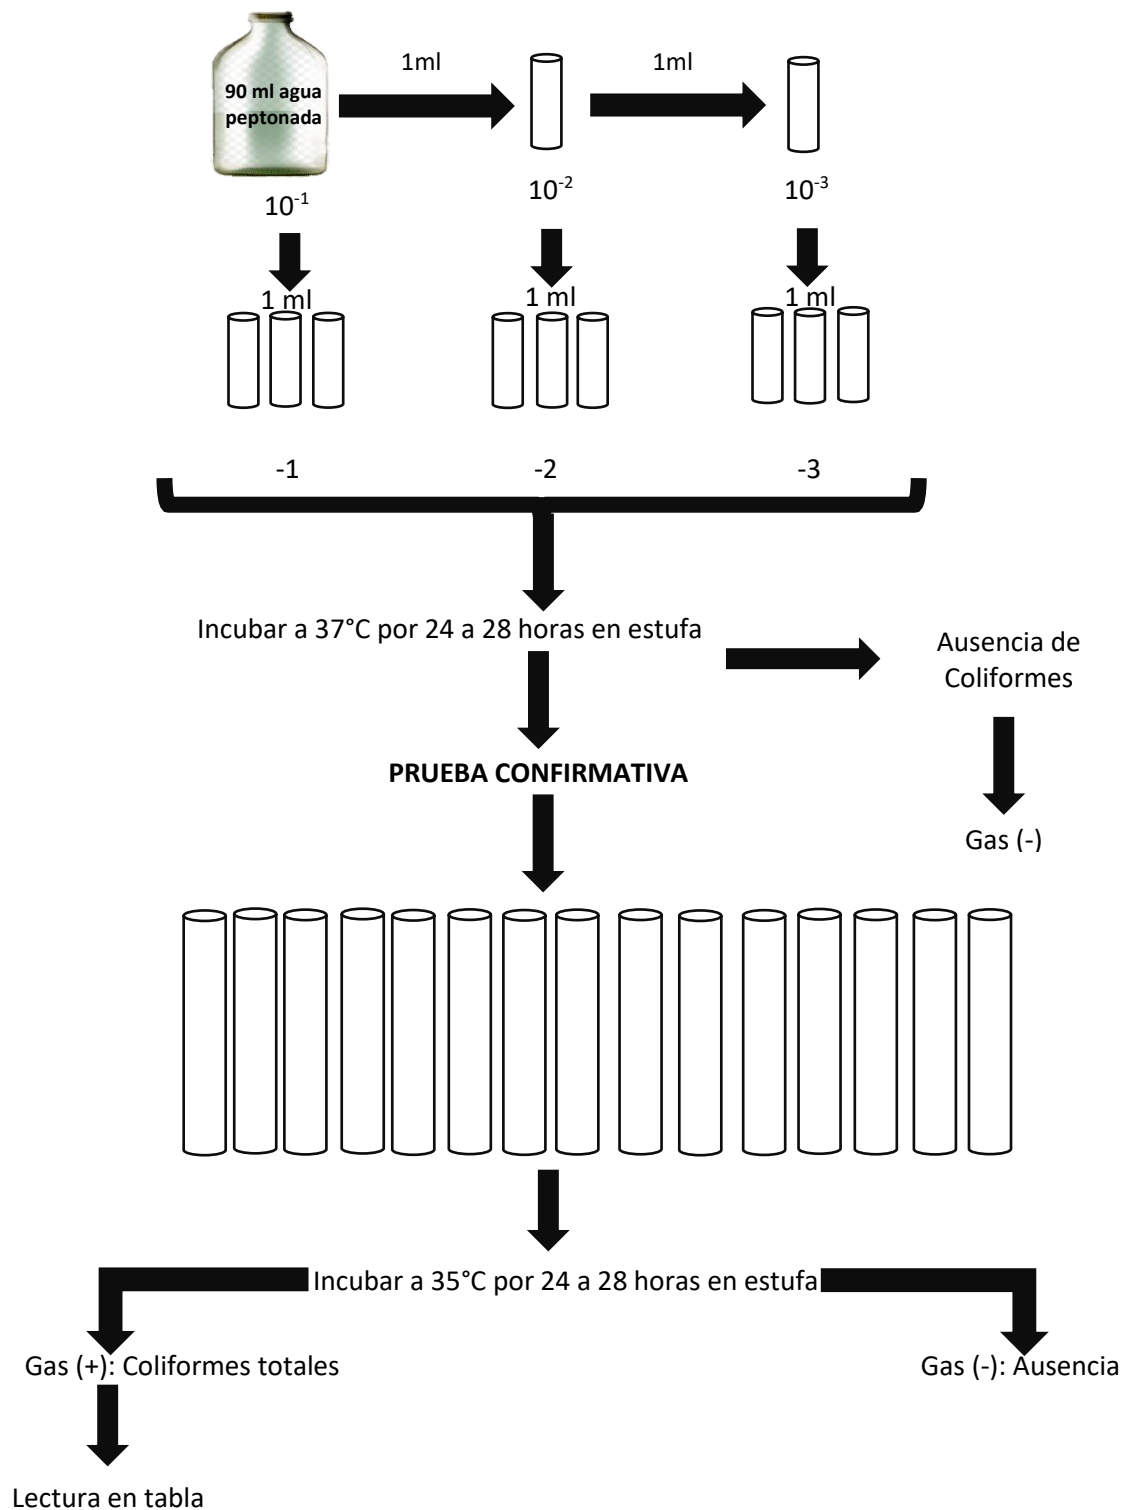 90 ml agua
peptonada
1ml
1ml
10⁻¹
10⁻²
10⁻³
1 ml
1 ml
1 ml
-1
-2
-3
Incubar a 37°C por 24 a 28 horas en estufa
Ausencia de
Coliformes
PRUEBA CONFIRMATIVA
Gas (-)
Incubar a 35°C por 24 a 28 horas en estufa
Gas (+): Coliformes totales
Gas (-): Ausencia
Lectura en tabla